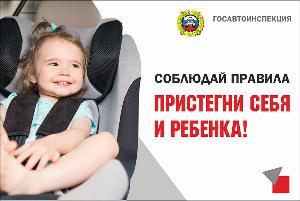 ГОСАВТОИНСПЕКЦИЯ
СОБЛЮДАЙ ПРАВИЛА
ПРИСТЕГНИ СЕБЯ
И РЕБЕНКА!